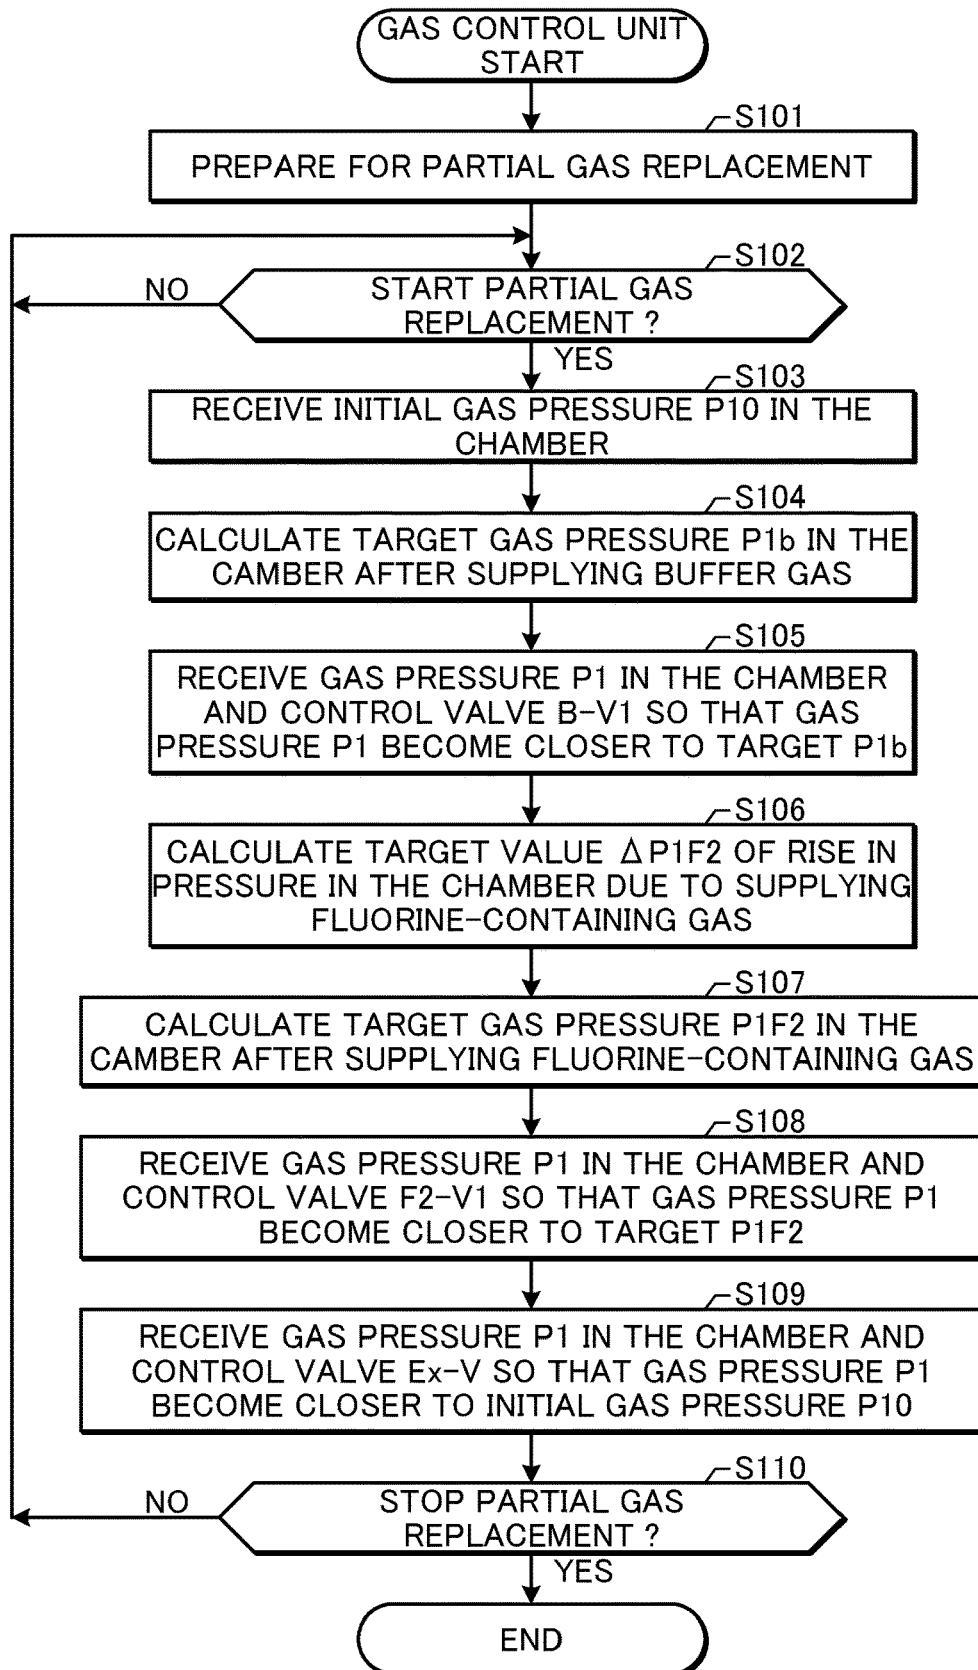 GAS CONTROL UNIT
START
S101
PREPARE FOR PARTIAL GAS REPLACEMENT
S102
START PARTIAL GAS
REPLACEMENT ?
NO
YES
S103
RECEIVE INITIAL GAS PRESSURE P10 IN THE
CHAMBER
S104
CALCULATE TARGET GAS PRESSURE P1b IN THE
CAMBER AFTER SUPPLYING BUFFER GAS
S105
RECEIVE GAS PRESSURE P1 IN THE CHAMBER
AND CONTROL VALVE B-V1 SO THAT GAS
PRESSURE P1 BECOME CLOSER TO TARGET P1b
S106
CALCULATE TARGET VALUE ΔP1F2 OF RISE IN
PRESSURE IN THE CHAMBER DUE TO SUPPLYING
FLUORINE-CONTAINING GAS
S107
CALCULATE TARGET GAS PRESSURE P1F2 IN THE
CAMBER AFTER SUPPLYING FLUORINE-CONTAINING GAS
S108
RECEIVE GAS PRESSURE P1 IN THE CHAMBER AND
CONTROL VALVE F2-V1 SO THAT GAS PRESSURE P1
BECOME CLOSER TO TARGET P1F2
S109
RECEIVE GAS PRESSURE P1 IN THE CHAMBER AND
CONTROL VALVE Ex-V SO THAT GAS PRESSURE P1
BECOME CLOSER TO INITIAL GAS PRESSURE P10
S110
STOP PARTIAL GAS
REPLACEMENT ?
NO
YES
END